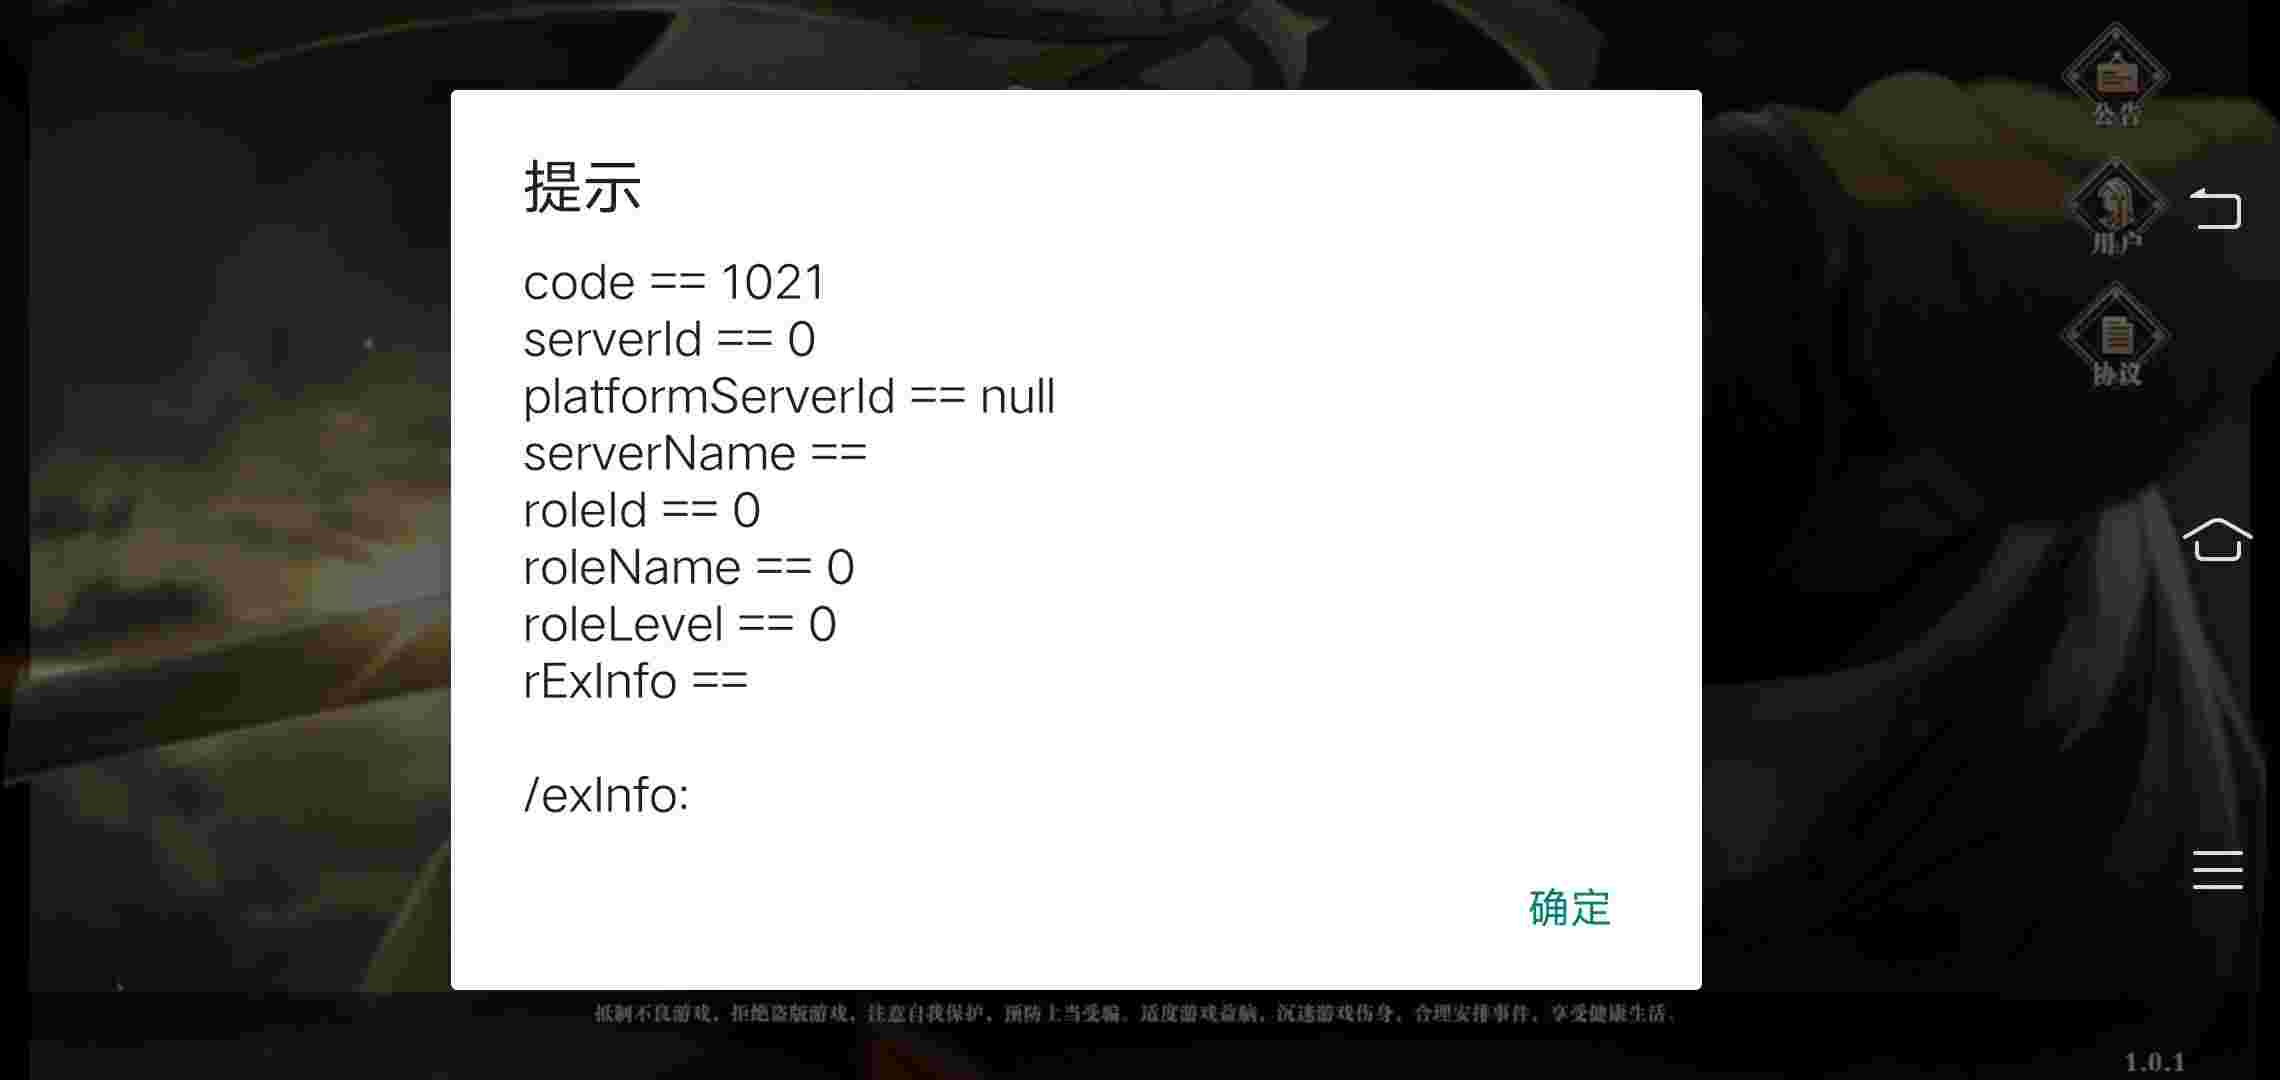 提示
code == 1021
serverId == 0
platformServerId == null
serverName ==
roleId == 0
roleName == 0
roleLevel == 0
rExInfo ==
/exInfo:
确定
公告
用户
协议
抵制不良游戏，拒绝盗版游戏，注意自我保护，预防上当受骗。适度游戏益脑，沉迷游戏伤身，合理安排事件，享受健康生活。
1.0.1